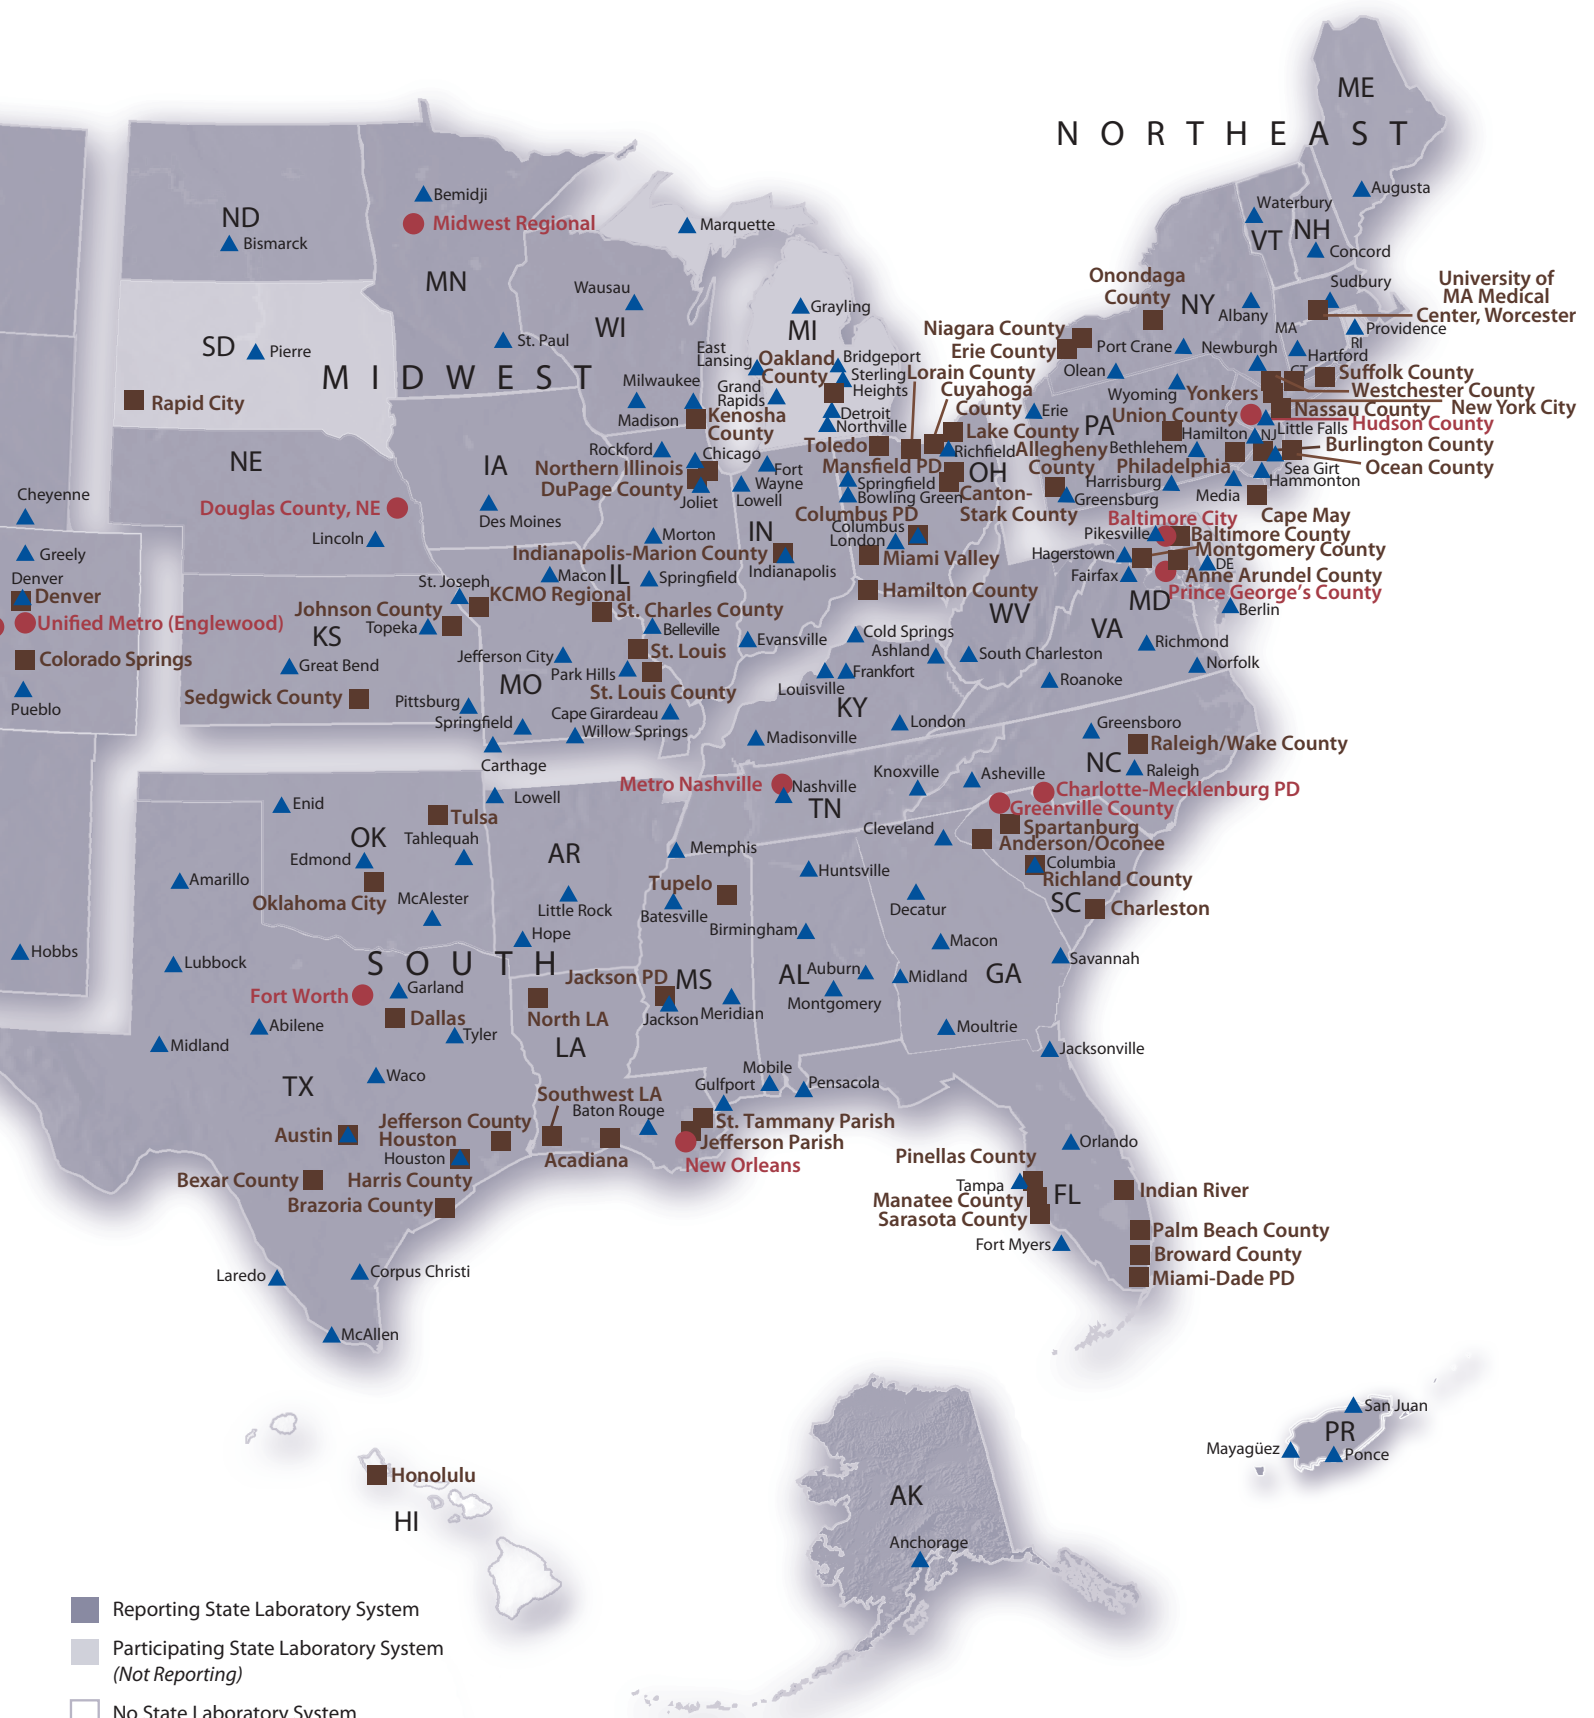 ME
NORTHEAST
Augusta
Waterbury
VT
NH
Concord
Bemidji
Midwest Regional
ND
Bismarck
Marquette
MN
Onondaga
County
NY
Albany
Sudbury
MA
University of
MA Medical
Center, Worcester
Providence
RI
Hartford
CT
Wausau
WI
Grayling
MI
Niagara County
Erie County
Port Crane
Newburgh
SD
Pierre
St. Paul
East
Lansing
Oakland
County
Bridgeport
Sterling
Heights
Lorain County
Olean
Suffolk County
MIDWEST
Milwaukee
Grand
Rapids
Cuyahoga
County
Wyoming
Yonkers
Westchester County
Rapid City
Madison
Kenosha
County
Detroit
Northville
Erie
PA
Union County
Nassau County
New York City
Hudson County
Toledo
Lake County
Hamilton
NJ
Little Falls
Rockford
Chicago
Richfield
Allegheny
County
Bethlehem
Burlington County
NE
IA
Northern Illinois
DuPage County
Joliet
Fort
Wayne
Lowell
Mansfield PD
OH
Philadelphia
Sea Girt
Ocean County
Springfield
Bowling Green
Canton-
Stark County
Greensburg
Harrisburg
Media
Hammonton
Cheyenne
Douglas County, NE
Des Moines
Columbus PD
Columbus
London
Baltimore City
Cape May
Lincoln
Morton
IN
Pikesville
Baltimore County
Greely
Indianapolis-Marion County
Indianapolis
Miami Valley
Hagerstown
Montgomery County
Denver
Denver
St. Joseph
Macon
IL
Springfield
Fairfax
DE
Anne Arundel County
KCMO Regional
Hamilton County
MD
Prince George's County
Johnson County
St. Charles County
WV
Berlin
Unified Metro (Englewood)
KS
Topeka
Belleville
Evansville
Cold Springs
VA
Richmond
Colorado Springs
Great Bend
Jefferson City
St. Louis
Ashland
South Charleston
Norfolk
Park Hills
Frankfort
Roanoke
Pueblo
Sedgwick County
Pittsburg
MO
St. Louis County
Louisville
KY
Springfield
Cape Girardeau
Willow Springs
London
Greensboro
Carthage
Madisonville
Raleigh/Wake County
Metro Nashville
Nashville
Knoxville
Asheville
NC
Raleigh
Enid
Lowell
TN
Charlotte-Mecklenburg PD
Greenville County
Tulsa
Cleveland
Spartanburg
Anderson/Oconee
OK
Tahlequah
AR
Memphis
Columbia
Edmond
Huntsville
Richland County
Amarillo
Oklahoma City
McAlester
Tupelo
Little Rock
Batesville
Decatur
SC
Charleston
Birmingham
Hope
Macon
Hobbs
Lubbock
SOUTH
Jackson PD
MS
AL
Auburn
Midland
GA
Savannah
Fort Worth
Garland
Montgomery
North LA
Jackson
Meridian
Dallas
Abilene
Tyler
Moultrie
Midland
LA
Jacksonville
TX
Waco
Mobile
Gulfport
Pensacola
Southwest LA
Baton Rouge
Jefferson County
St. Tammany Parish
Austin
Houston
Jefferson Parish
Orlando
Houston
Acadiana
New Orleans
Pinellas County
Bexar County
Harris County
Tampa
FL
Indian River
Brazoria County
Manatee County
Sarasota County
Palm Beach County
Fort Myers
Broward County
Laredo
Corpus Christi
Miami-Dade PD
McAllen
San Juan
PR
Mayagüez
Ponce
Honolulu
AK
HI
Anchorage
Reporting State Laboratory System
Participating State Laboratory System
(Not Reporting)
No State Laboratory System